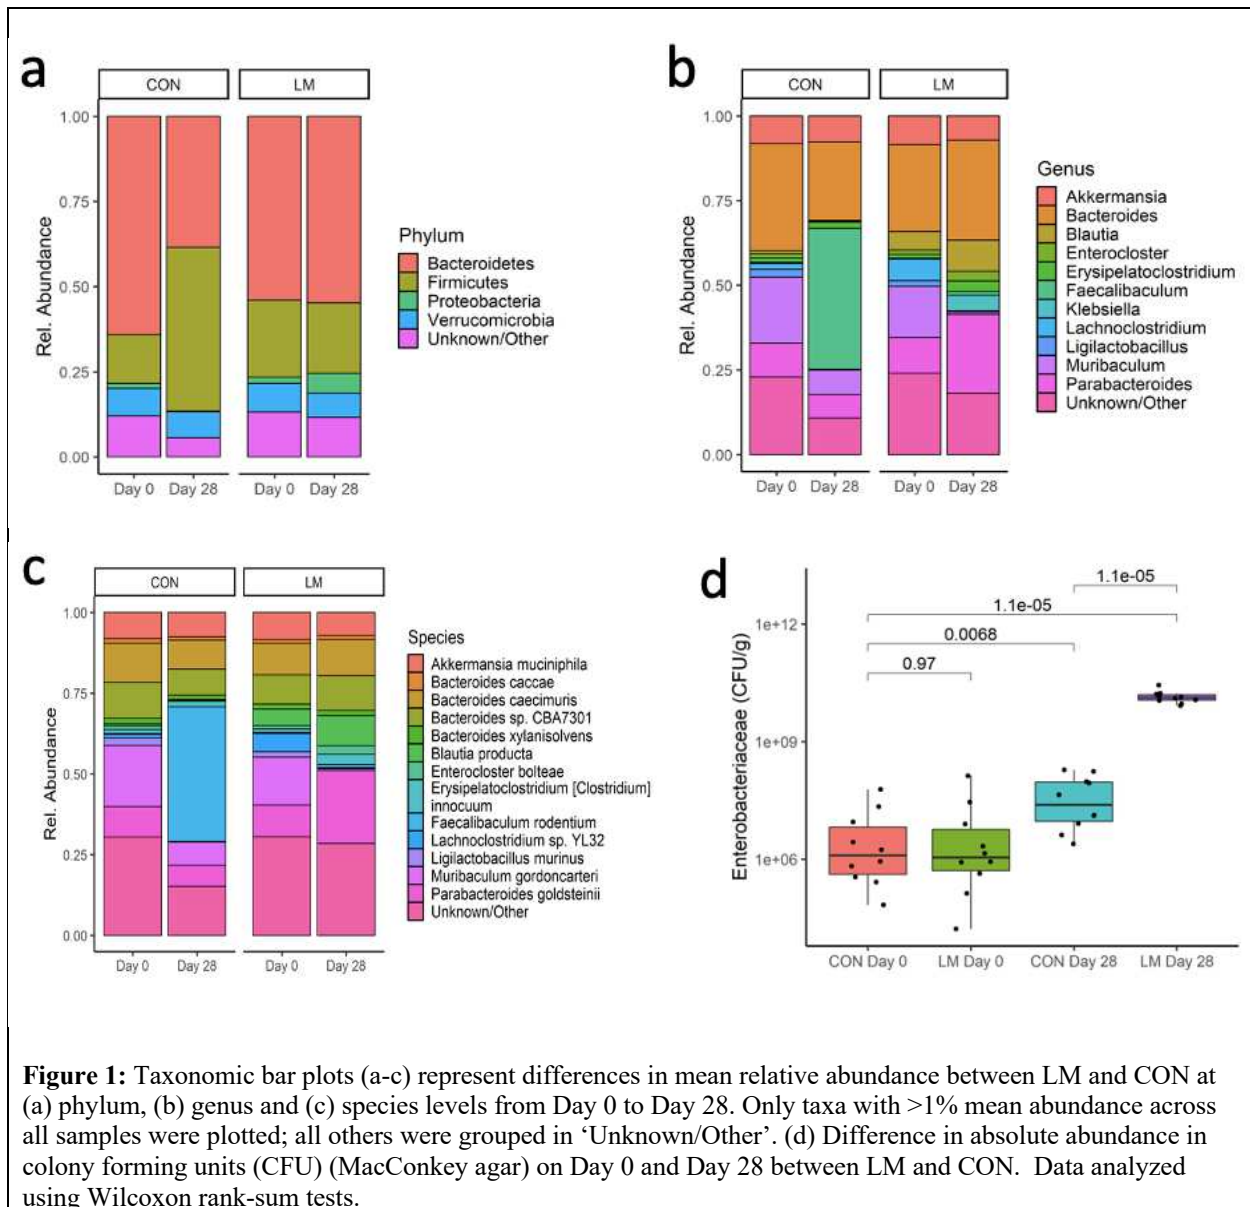 a
CON
LM
1.00
0.75
0.50
0.25
0.00
Rel. Abundance
Day 0
Day 28
Day 0
Day 28
Phylum
Bacteroidetes
Firmicutes
Proteobacteria
Verrucomicrobia
Unknown/Other
b
CON
LM
1.00
0.75
0.50
0.25
0.00
Rel. Abundance
Day 0
Day 28
Day 0
Day 28
Genus
Akkermansia
Bacteroides
Blautia
Enterocloster
Erysipelatoclostridium
Faecalibaculum
Klebsiella
Lachnoclostridium
Ligilactobacillus
Muribaculum
Parabacteroides
Unknown/Other
c
CON
LM
1.00
0.75
0.50
0.25
0.00
Rel. Abundance
Day 0
Day 28
Day 0
Day 28
Species
Akkermansia muciniphila
Bacteroides caccae
Bacteroides caecimuris
Bacteroides sp. CBA7301
Bacteroides xylanisolvens
Blautia producta
Enterocloster bolteae
Erysipelatoclostridium [Clostridium]
innocuum
Faecalibaculum rodentium
Lachnoclostridium sp. YL32
Ligilactobacillus murinus
Muribaculum gordoncarteri
Parabacteroides goldsteinii
Unknown/Other
d
1.1e-05
1.1e-05
0.0068
0.97
1e+12
1e+09
1e+06
Enterobacteriaceae (CFU/g)
CON Day 0
LM Day 0
CON Day 28
LM Day 28
Figure 1: Taxonomic bar plots (a-c) represent differences in mean relative abundance between LM and CON at
(a) phylum, (b) genus and (c) species levels from Day 0 to Day 28. Only taxa with >1% mean abundance across
all samples were plotted; all others were grouped in ‘Unknown/Other’. (d) Difference in absolute abundance in
colony forming units (CFU) (MacConkey agar) on Day 0 and Day 28 between LM and CON. Data analyzed
using Wilcoxon rank-sum tests.